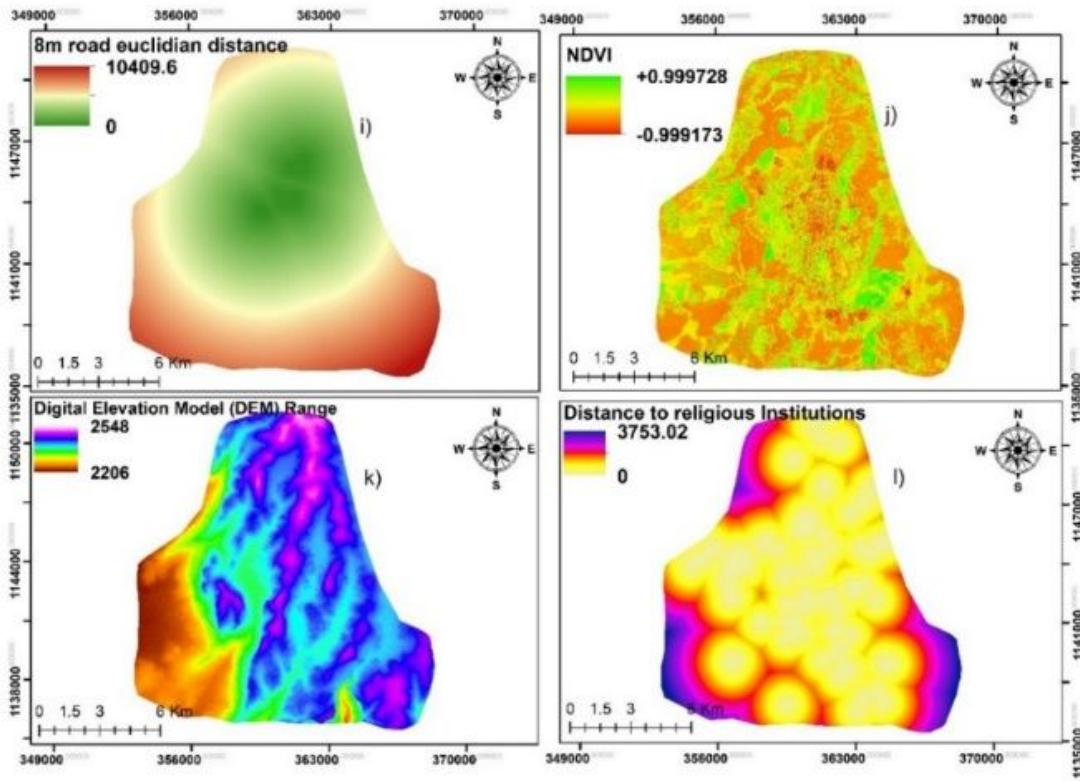 349000 356000 363000 370000
349000 356000 363000 370000
8m road euclidian distance
10409.6
0
N
W E
S
i)
1147000
1141000
1135000
0 1.5 3 6 Km
NDVI
+0.999728
-0.999173
N
W E
S
j)
1147000
1141000
1135000
0 1.5 3 6 Km
Digital Elevation Model (DEM) Range
2548
2206
N
W E
S
k)
1150000
1144000
1138000
0 1.5 3 6 Km
Distance to religious Institutions
3753.02
0
N
W E
S
l)
1147000
1141000
1135000
0 1.5 3 6 Km
349000 356000 363000 370000
349000 356000 363000 370000